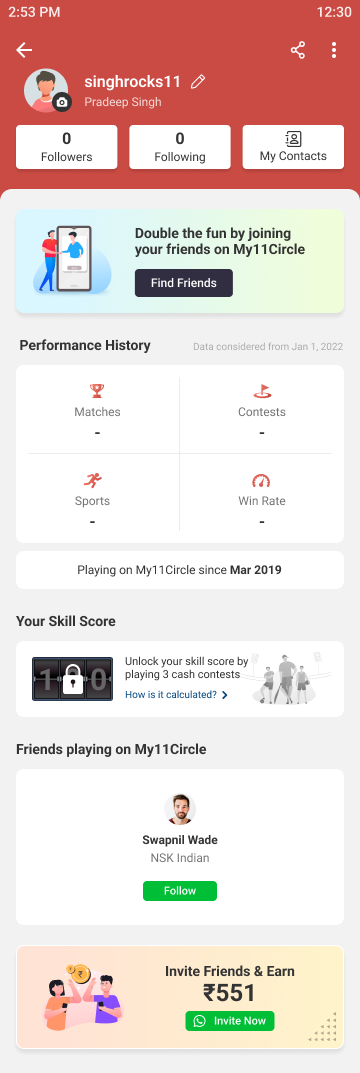 2:53 PM 12:30
singhrocks11
Pradeep Singh
0 0
Followers Following My Contacts
Double the fun by joining
your friends on My11Circle
Find Friends
Performance History Data considered from Jan 1, 2022
Matches Contests
- -
Sports Win Rate
- -
Playing on My11Circle since Mar 2019
Your Skill Score
Unlock your skill score by
playing 3 cash contests
How is it calculated?
1 0
Friends playing on My11Circle
Swapnil Wade
NSK Indian
Follow
Invite Friends & Earn
₹551
Invite Now